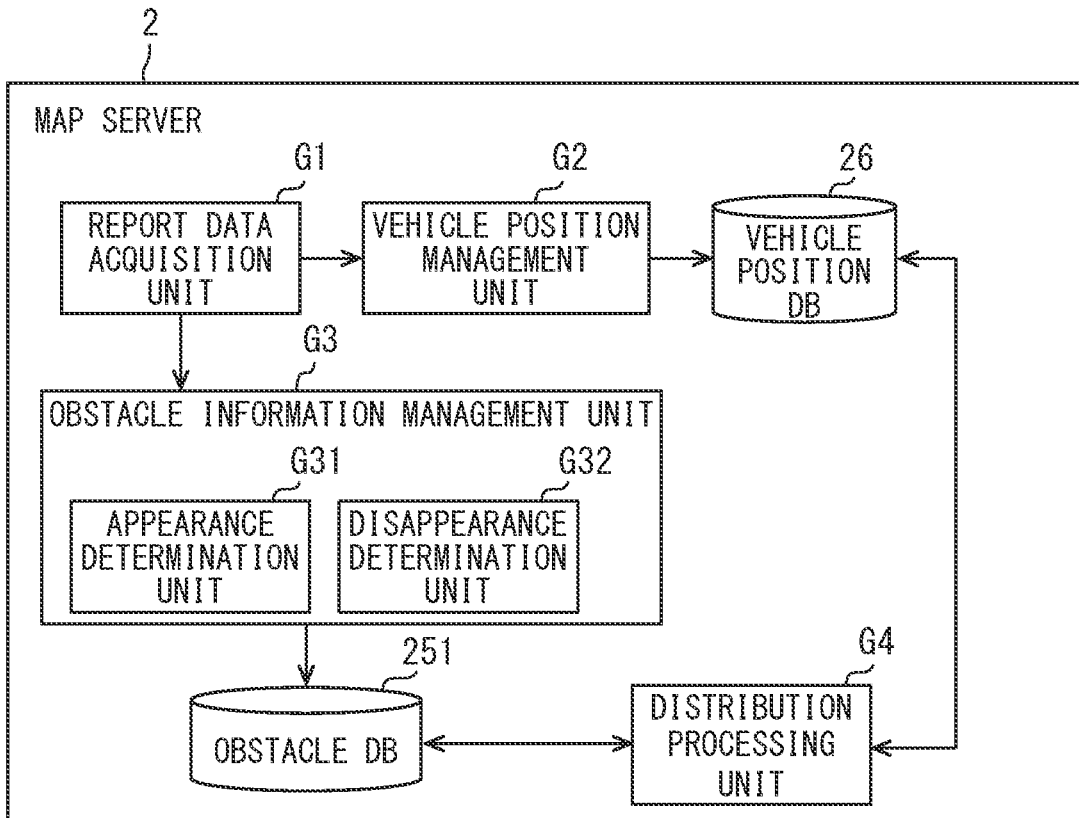 2
MAP SERVER
G1
REPORT DATA
ACQUISITION
UNIT
G2
VEHICLE POSITION
MANAGEMENT
UNIT
26
VEHICLE
POSITION
DB
G3
OBSTACLE INFORMATION MANAGEMENT UNIT
G31
APPEARANCE
DETERMINATION
UNIT
G32
DISAPPEARANCE
DETERMINATION
UNIT
251
OBSTACLE DB
G4
DISTRIBUTION
PROCESSING
UNIT